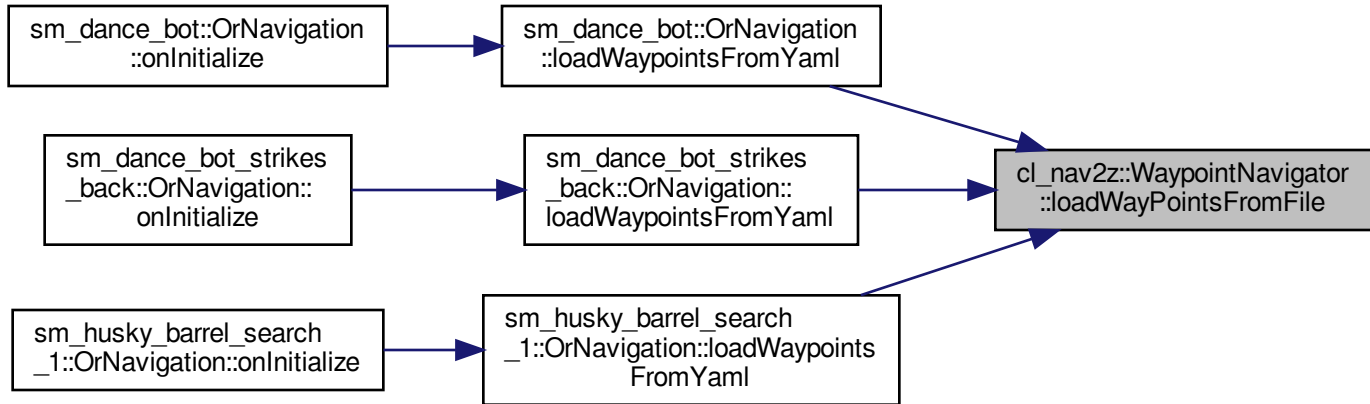 sm_dance_bot::OrNavigation
::onInitialize
sm_dance_bot::OrNavigation
::loadWaypointsFromYaml
sm_dance_bot_strikes
_back::OrNavigation::
onInitialize
sm_dance_bot_strikes
_back::OrNavigation::
loadWaypointsFromYaml
cl_nav2z::WaypointNavigator
::loadWayPointsFromFile
sm_husky_barrel_search
_1::OrNavigation::onInitialize
sm_husky_barrel_search
_1::OrNavigation::loadWaypoints
FromYaml